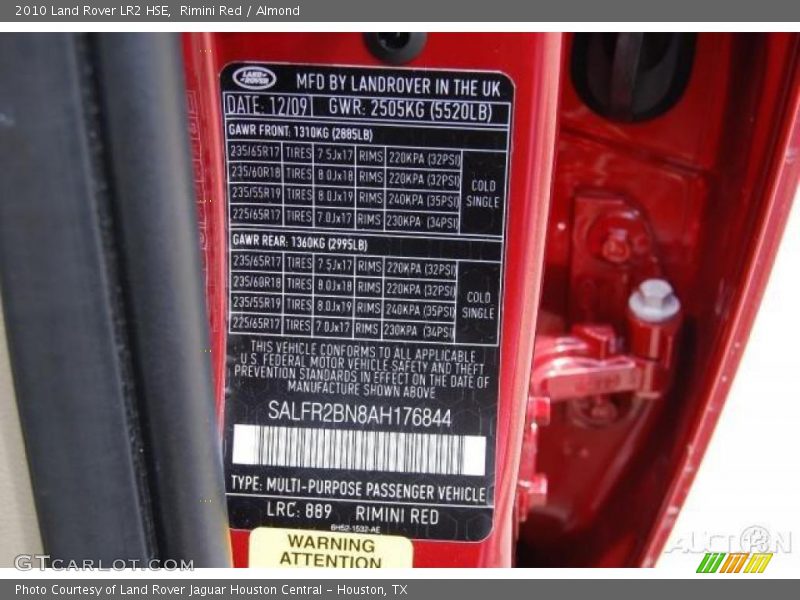 2010 Land Rover LR2 HSE,  Rimini Red / Almond
LAND ROVER
MFD BY LANDROVER IN THE UK
DATE: 12/09 GWR: 2505KG (5520LB)
GAWR FRONT: 1310KG (2885LB)
235/65R17 TIRES 7.5Jx17 RIMS 220KPA (32PSI)
235/60R18 TIRES 8.0Jx18 RIMS 220KPA (32PSI)
235/55R19 TIRES 8.0Jx19 RIMS 240KPA (35PSI)
225/65R17 TIRES 7.0Jx17 RIMS 230KPA (34PSI)
COLD
SINGLE
GAWR REAR: 1360KG (2995LB)
235/65R17 TIRES 7.5Jx17 RIMS 220KPA (32PSI)
235/60R18 TIRES 8.0Jx18 RIMS 220KPA (32PSI)
235/55R19 TIRES 8.0Jx19 RIMS 240KPA (35PSI)
225/65R17 TIRES 7.0Jx17 RIMS 230KPA (34PSI
COLD
SINGLE
THIS VEHICLE CONFORMS TO ALL APPLICABLE
U.S. FEDERAL MOTOR VEHICLE SAFETY AND THEFT
PREVENTION STANDARDS IN EFFECT ON THE DATE OF
MANUFACTURE SHOWN ABOVE
SALFR2BN8AH176844
TYPE: MULTI-PURPOSE PASSENGER VEHICLE
LRC: 889 RIMINI RED
6H52-1532-AE
WARNING
ATTENTION
GTCarLot.com
AUCTION
Photo Courtesy of Land Rover Jaguar Houston Central - Houston, TX